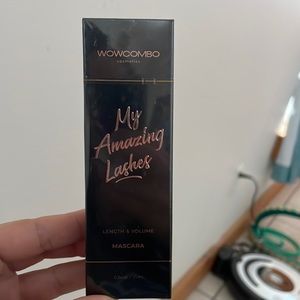 WOWCOMBO
COSMETICS
My
Amazing
Lashes
LENGTH & VOLUME
MASCARA